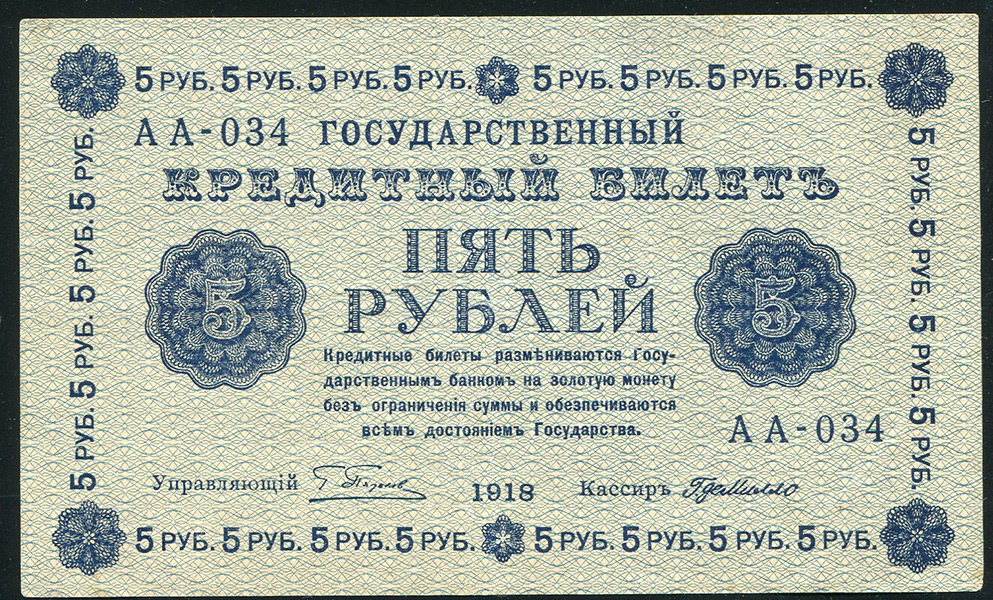 5 РУБ. 5 РУБ. 5 РУБ. 5 РУБ. 5 РУБ. 5 РУБ. 5 РУБ. 5 РУБ.
АА-034 ГОСУДАРСТВЕННЫЙ
КРЕДИТНЫЙ БИЛЕТЪ
5 РУБ. 5 РУБ. 5 РУБ. 5 РУБ.
5
ПЯТЬ
РУБЛЕЙ
5
5 РУБ. 5 РУБ. 5 РУБ. 5 РУБ.
Кредитные билеты размѣниваются Госу-
дарственнымъ банкомъ на золотую монету
безъ ограниченія суммы и обезпечиваются
всѣмъ достояніемъ Государства.
АА-034
Управляющій
1918
Кассиръ
5 РУБ. 5 РУБ. 5 РУБ. 5 РУБ. 5 РУБ. 5 РУБ. 5 РУБ. 5 РУБ.